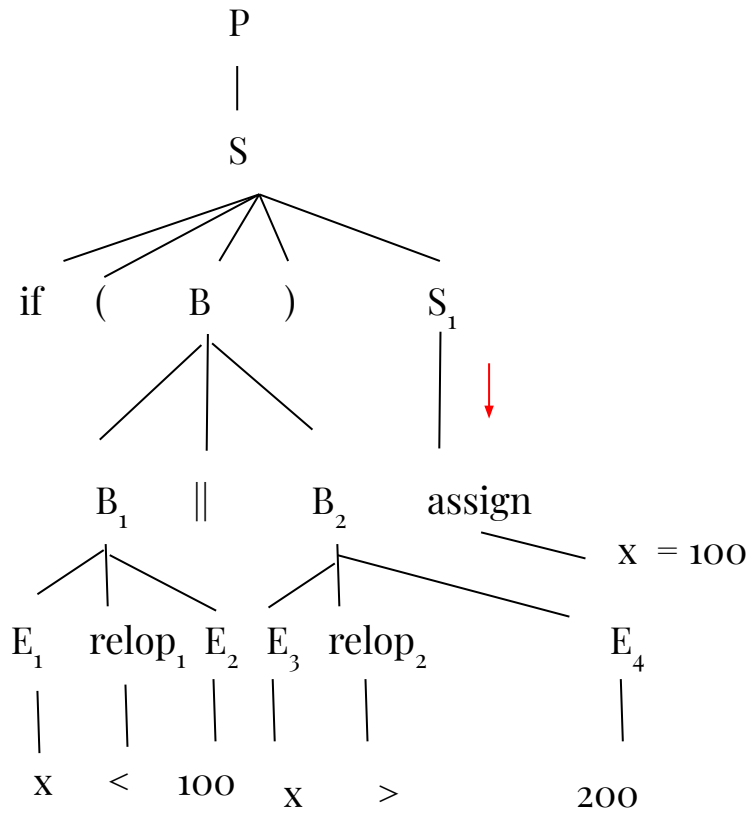 P
S
if ( B ) S₁
B₁ || B₂ assign
x = 100
E₁ relop₁ E₂ E₃ relop₂ E₄
x < 100 x > 200